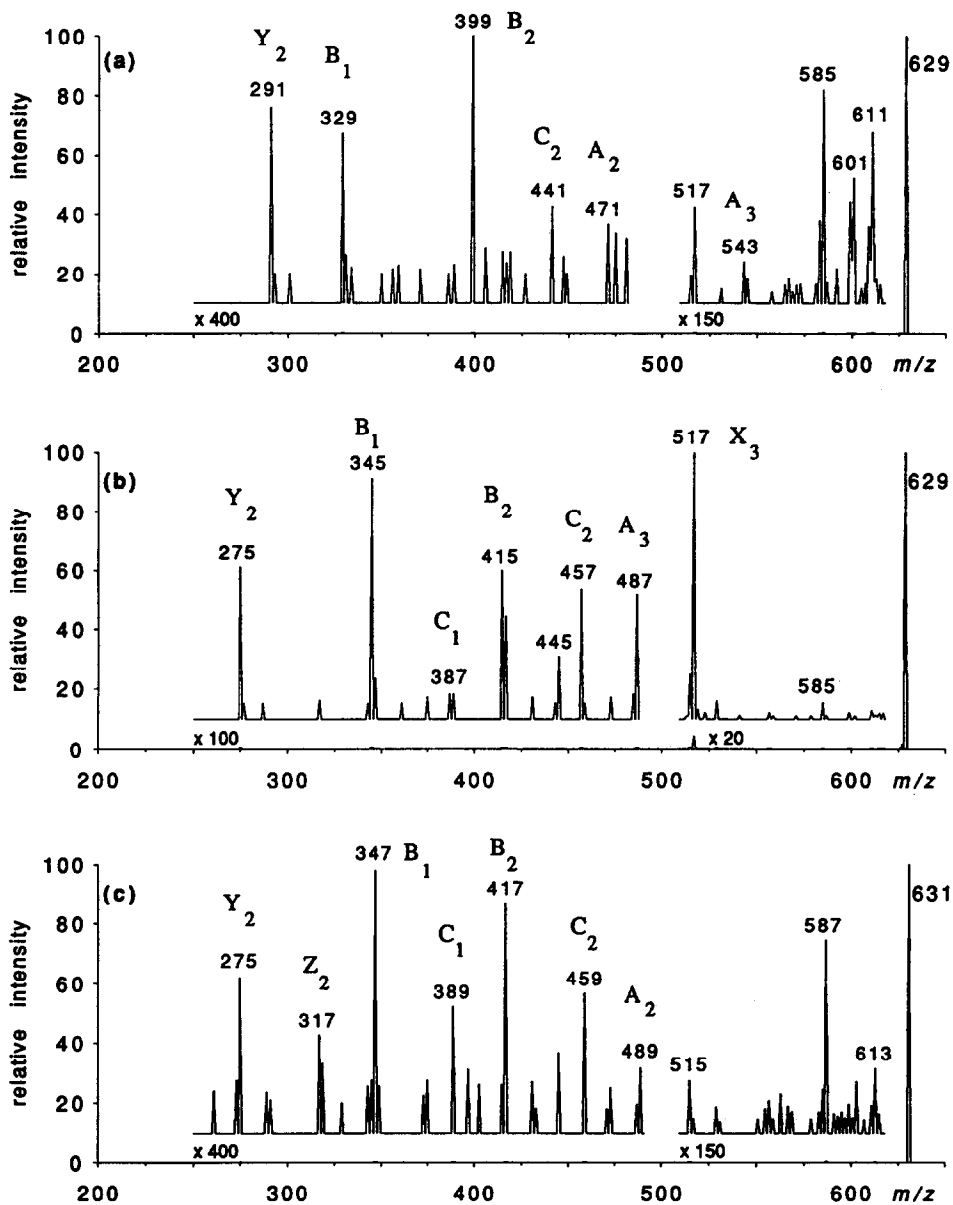 (a)
relative intensity
100
80
60
40
20
0
Y2
291
B1
329
399 B2
C2
441
A2
471
517
A3
543
585
601
611
629
x 400
x 150
200 300 400 500 600 m/z
(b)
relative intensity
100
80
60
40
20
0
Y2
275
B1
345
C1
387
B2
415
445
C2
457
A3
487
517 X3
585
629
x 100
x 20
200 300 400 500 600 m/z
(c)
relative intensity
100
80
60
40
20
0
Y2
275
Z2
317
347 B1
C1
389
B2
417
C2
459
A2
489
515
587
613
631
x 400
x 150
200 300 400 500 600 m/z